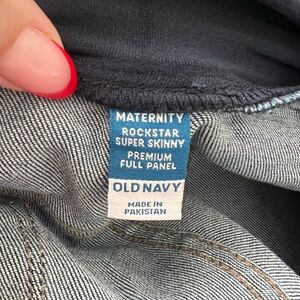 MATERNITY
ROCKSTAR
SUPER SKINNY
PREMIUM
FULL PANEL
OLD NAVY
MADE IN
PAKISTAN